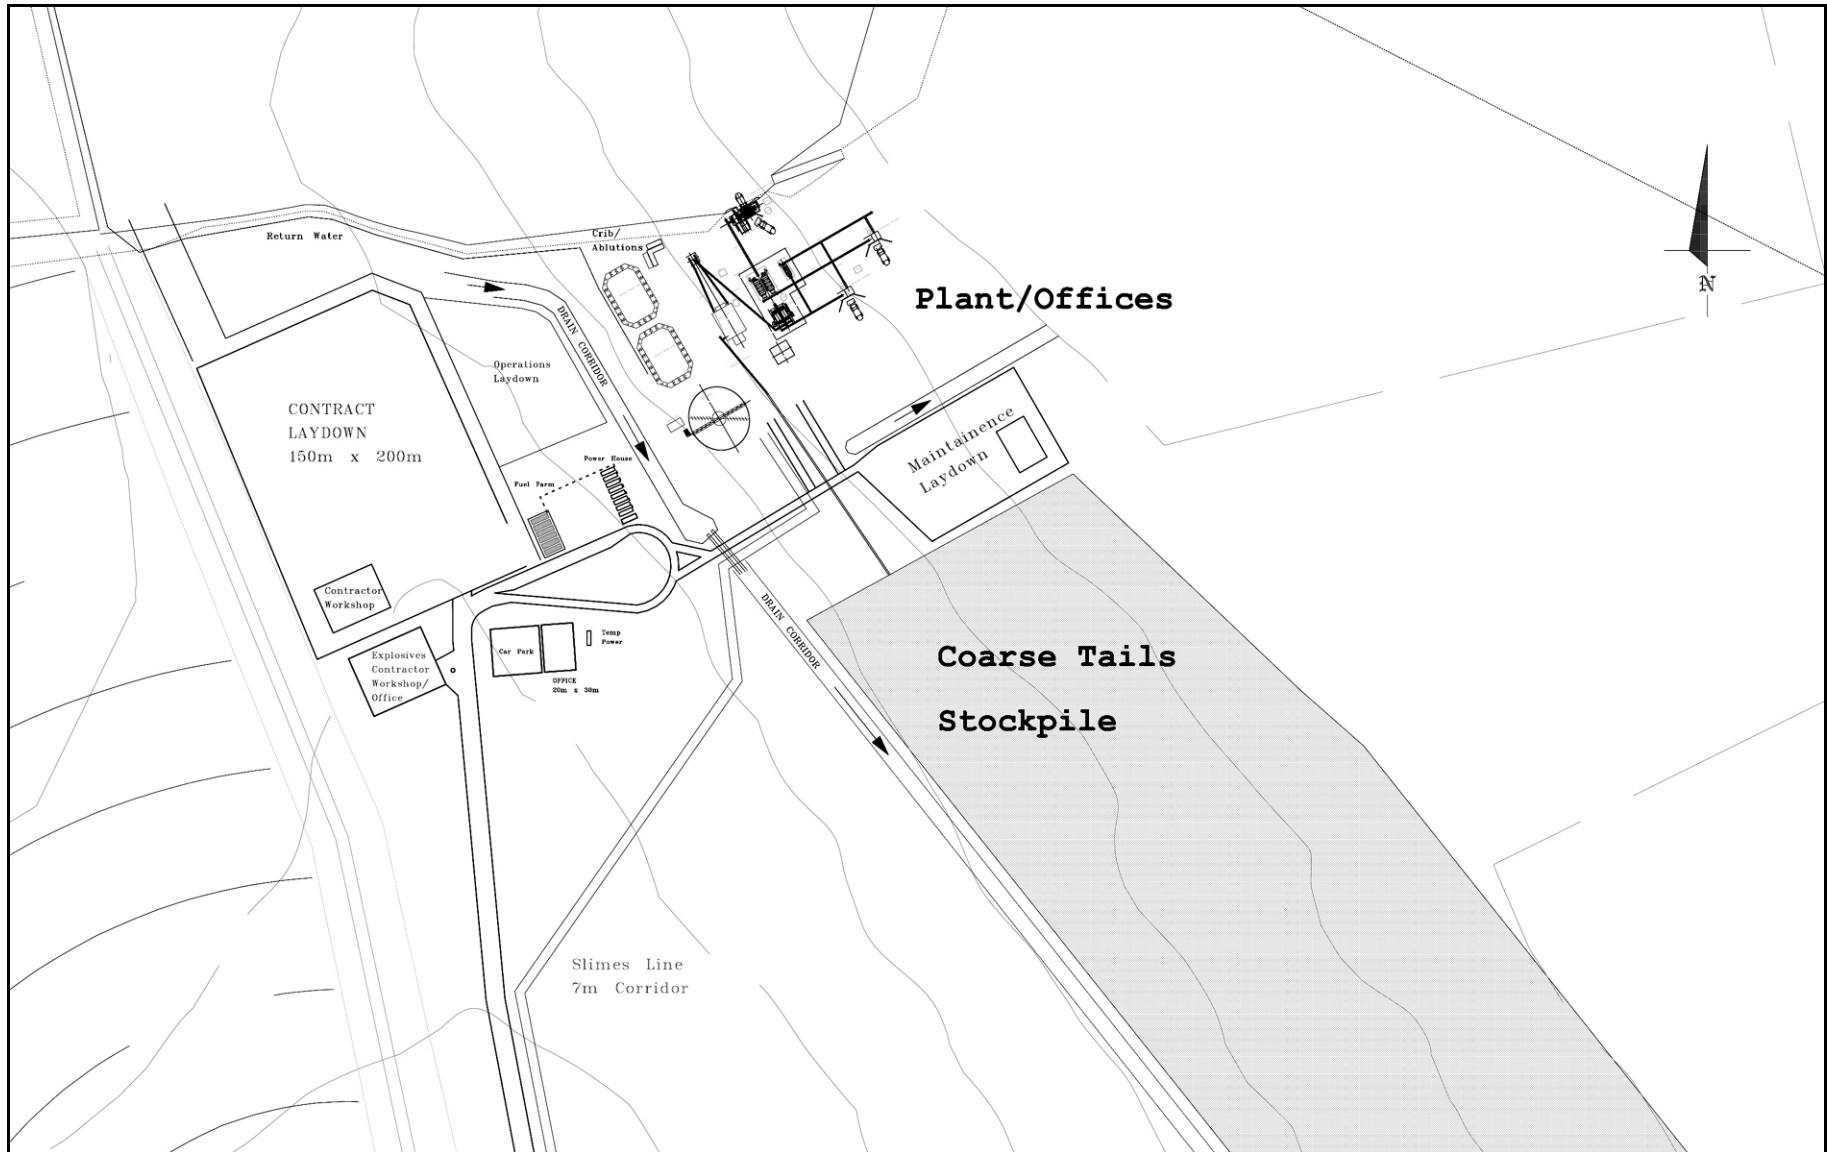 Return Water
Crib/
Ablutions
DRAIN CORRIDOR
Plant/Offices
N
Operations
Laydown
CONTRACT
LAYDOWN
150m x 200m
Maintainence
Laydown
Power House
Fuel Farm
Contractor
Workshop
Explosives
Contractor
Workshop/
Office
Car Park
Temp
Power
OFFICE
20m x 30m
DRAIN CORRIDOR
Coarse Tails
Stockpile
Slimes Line
7m Corridor